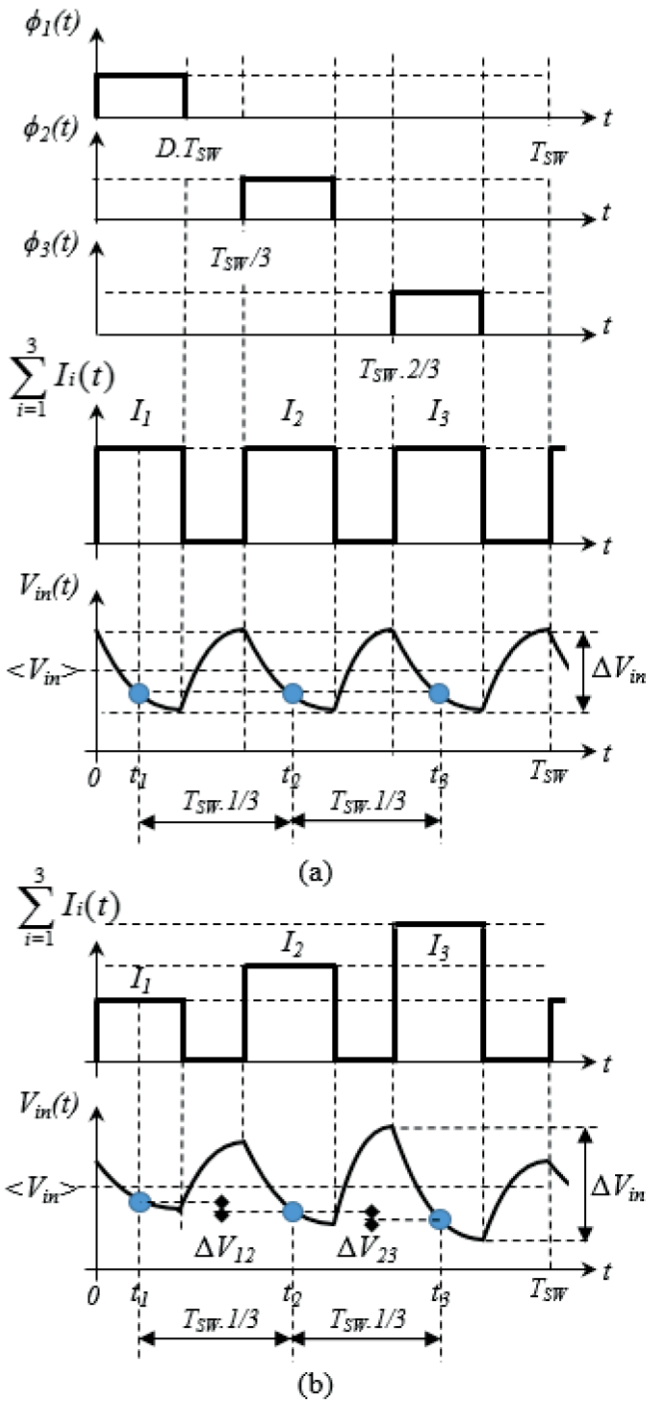 ϕ1(t)
t
ϕ2(t)
D.TSW
TSW
t
ϕ3(t)
TSW/3
t
TSW.2/3
3
∑ Ii(t)
i=1
I1
I2
I3
t
Vin(t)
<Vin>
ΔVin
t
0
t1
t2
t3
TSW
TSW.1/3
TSW.1/3
(a)
3
∑ Ii(t)
i=1
I1
I2
I3
t
Vin(t)
<Vin>
ΔVin
ΔV12
ΔV23
t
0
t1
t2
t3
TSW
TSW.1/3
TSW.1/3
(b)